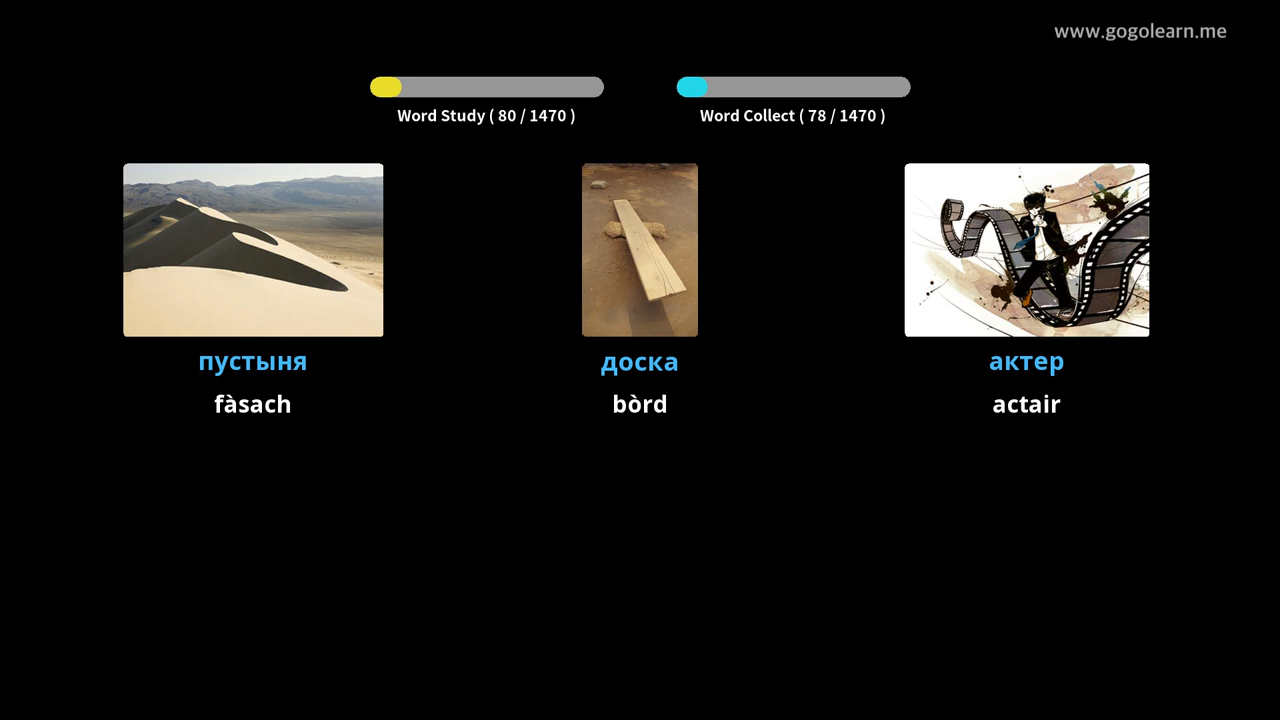 www.gogolearn.me
Word Study ( 80 / 1470 )
Word Collect ( 78 / 1470 )
пустыня
доска
актер
fàsach
bòrd
actair